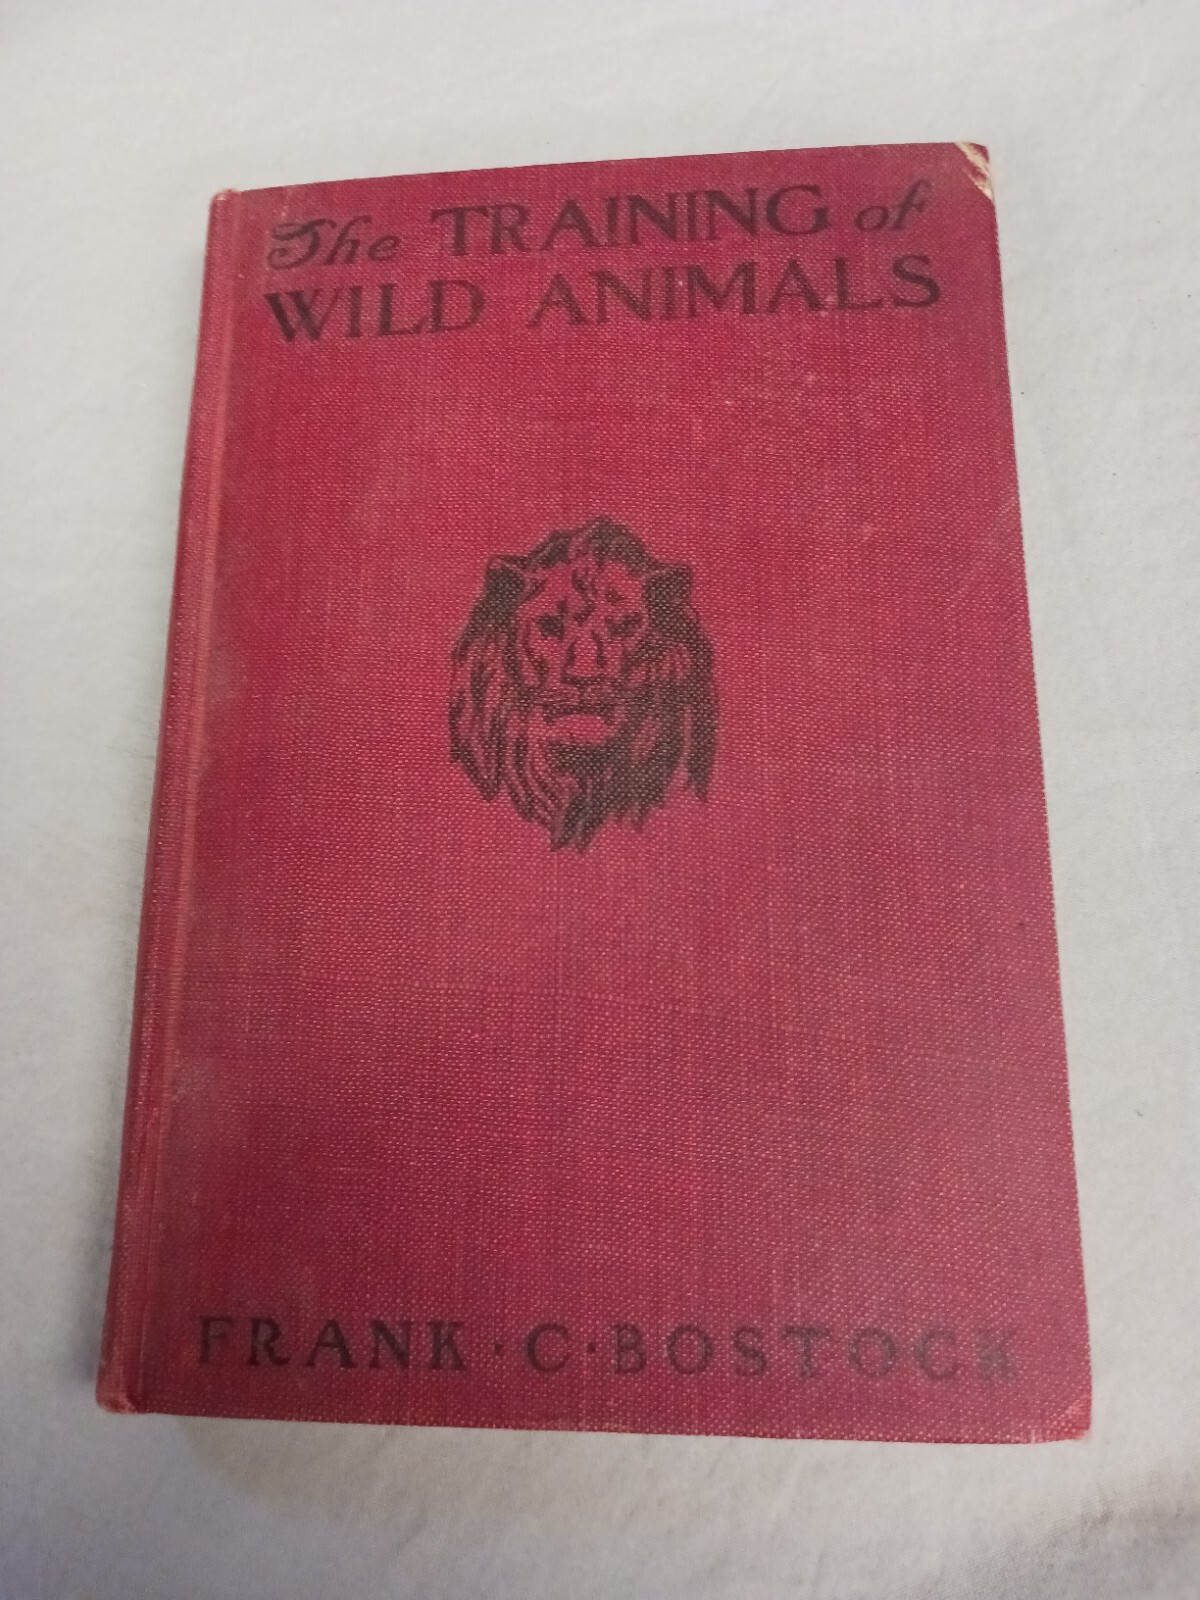 The TRAINING of
WILD ANIMALS
FRANK · C · BOSTOCK